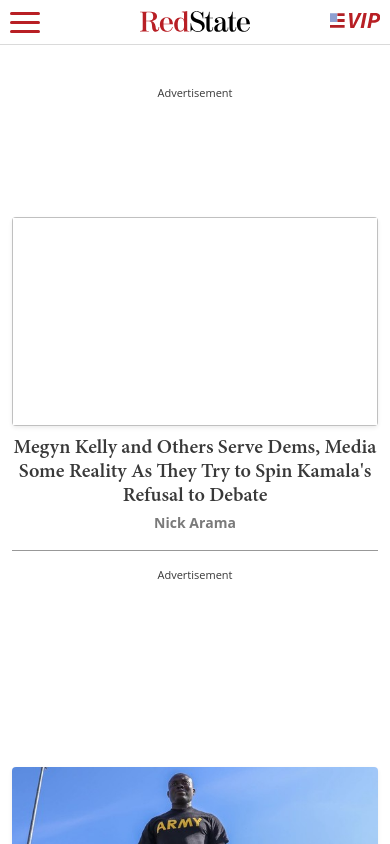 RedState
VIP
Advertisement
Megyn Kelly and Others Serve Dems, Media
Some Reality As They Try to Spin Kamala's
Refusal to Debate
Nick Arama
Advertisement
ARMY